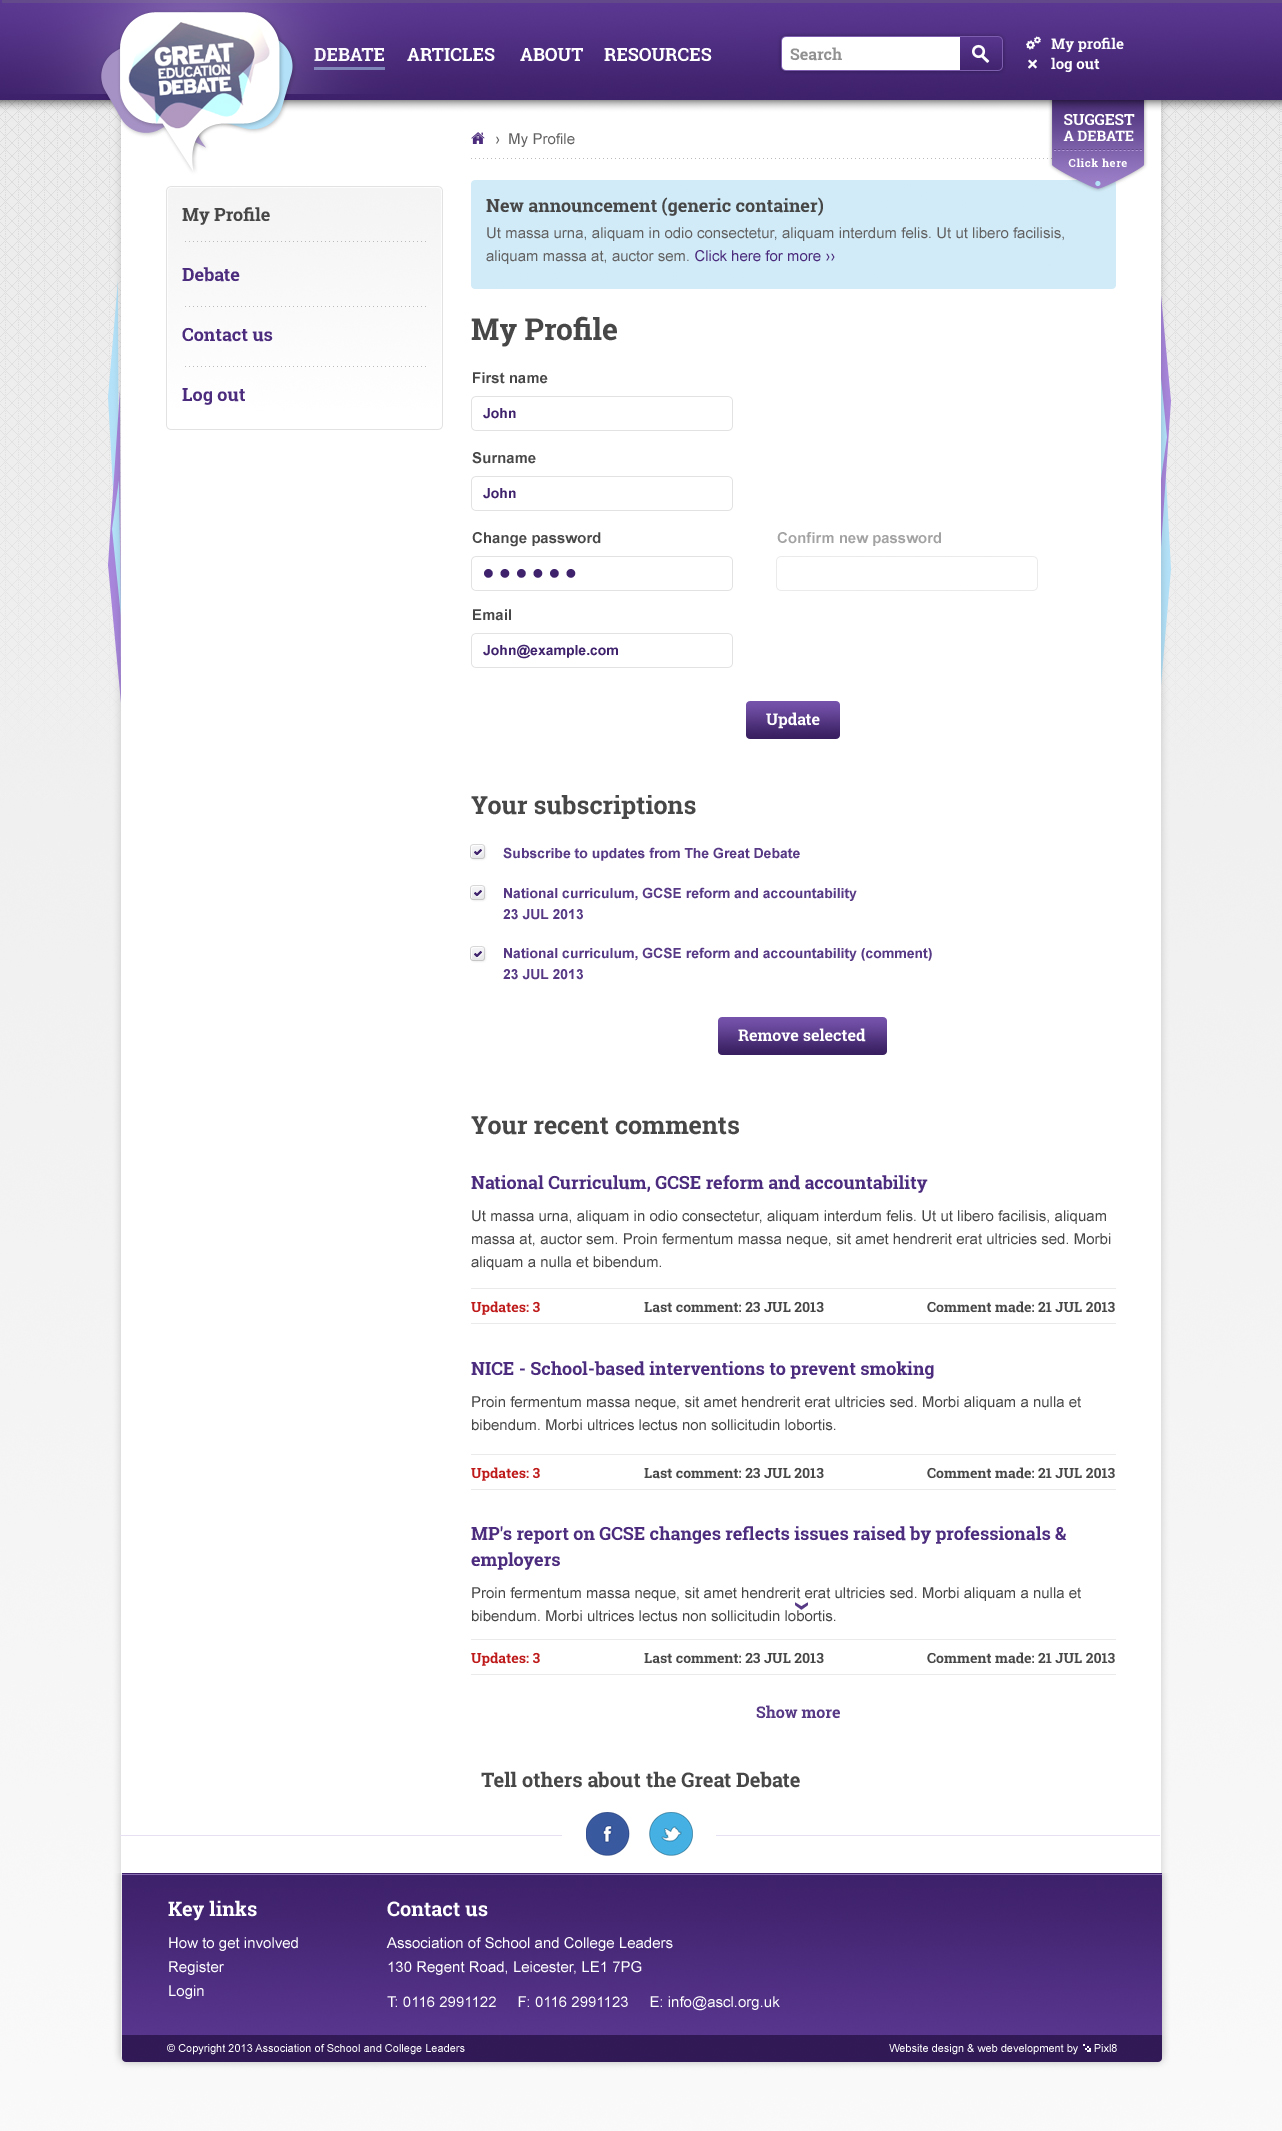 GREAT
EDUCATION
DEBATE
DEBATE ARTICLES ABOUT RESOURCES
Search
My profile
log out
SUGGEST
A DEBATE
Click here
› My Profile
My Profile
Debate
Contact us
Log out
New announcement (generic container)
Ut massa urna, aliquam in odio consectetur, aliquam interdum felis. Ut ut libero facilisis,
aliquam massa at, auctor sem. Click here for more ››
My Profile
First name
John
Surname
John
Change password Confirm new password
Email
John@example.com
Update
Your subscriptions
Subscribe to updates from The Great Debate
National curriculum, GCSE reform and accountability
23 JUL 2013
National curriculum, GCSE reform and accountability (comment)
23 JUL 2013
Remove selected
Your recent comments
National Curriculum, GCSE reform and accountability
Ut massa urna, aliquam in odio consectetur, aliquam interdum felis. Ut ut libero facilisis, aliquam
massa at, auctor sem. Proin fermentum massa neque, sit amet hendrerit erat ultricies sed. Morbi
aliquam a nulla et bibendum.
Updates: 3 Last comment: 23 JUL 2013 Comment made: 21 JUL 2013
NICE - School-based interventions to prevent smoking
Proin fermentum massa neque, sit amet hendrerit erat ultricies sed. Morbi aliquam a nulla et
bibendum. Morbi ultrices lectus non sollicitudin lobortis.
Updates: 3 Last comment: 23 JUL 2013 Comment made: 21 JUL 2013
MP's report on GCSE changes reflects issues raised by professionals &
employers
Proin fermentum massa neque, sit amet hendrerit erat ultricies sed. Morbi aliquam a nulla et
bibendum. Morbi ultrices lectus non sollicitudin lobortis.
Updates: 3 Last comment: 23 JUL 2013 Comment made: 21 JUL 2013
Show more
Tell others about the Great Debate
f
Key links
How to get involved
Register
Login
Contact us
Association of School and College Leaders
130 Regent Road, Leicester, LE1 7PG
T: 0116 2991122 F: 0116 2991123 E: info@ascl.org.uk
© Copyright 2013 Association of School and College Leaders
Website design & web development by Pixl8